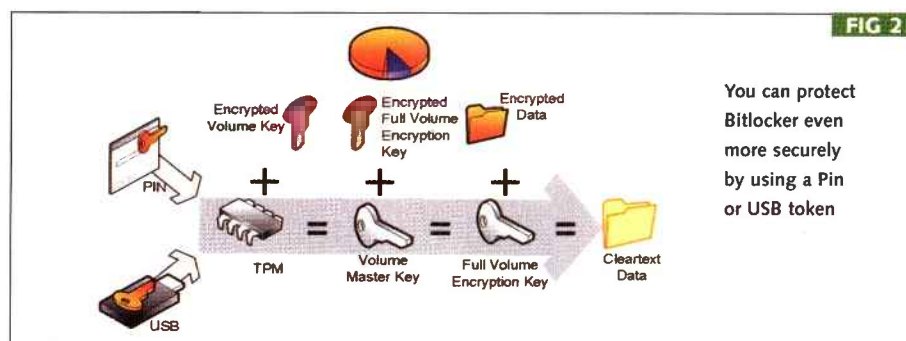 FIG 2
You can protect
Bitlocker even
more securely
by using a Pin
or USB token
Encrypted
Volume Key
Encrypted
Full Volume
Encryption
Key
Encrypted
Data
PIN
USB
+
+
+
TPM
=
Volume
Master Key
=
Full Volume
Encryption Key
=
Cleartext
Data